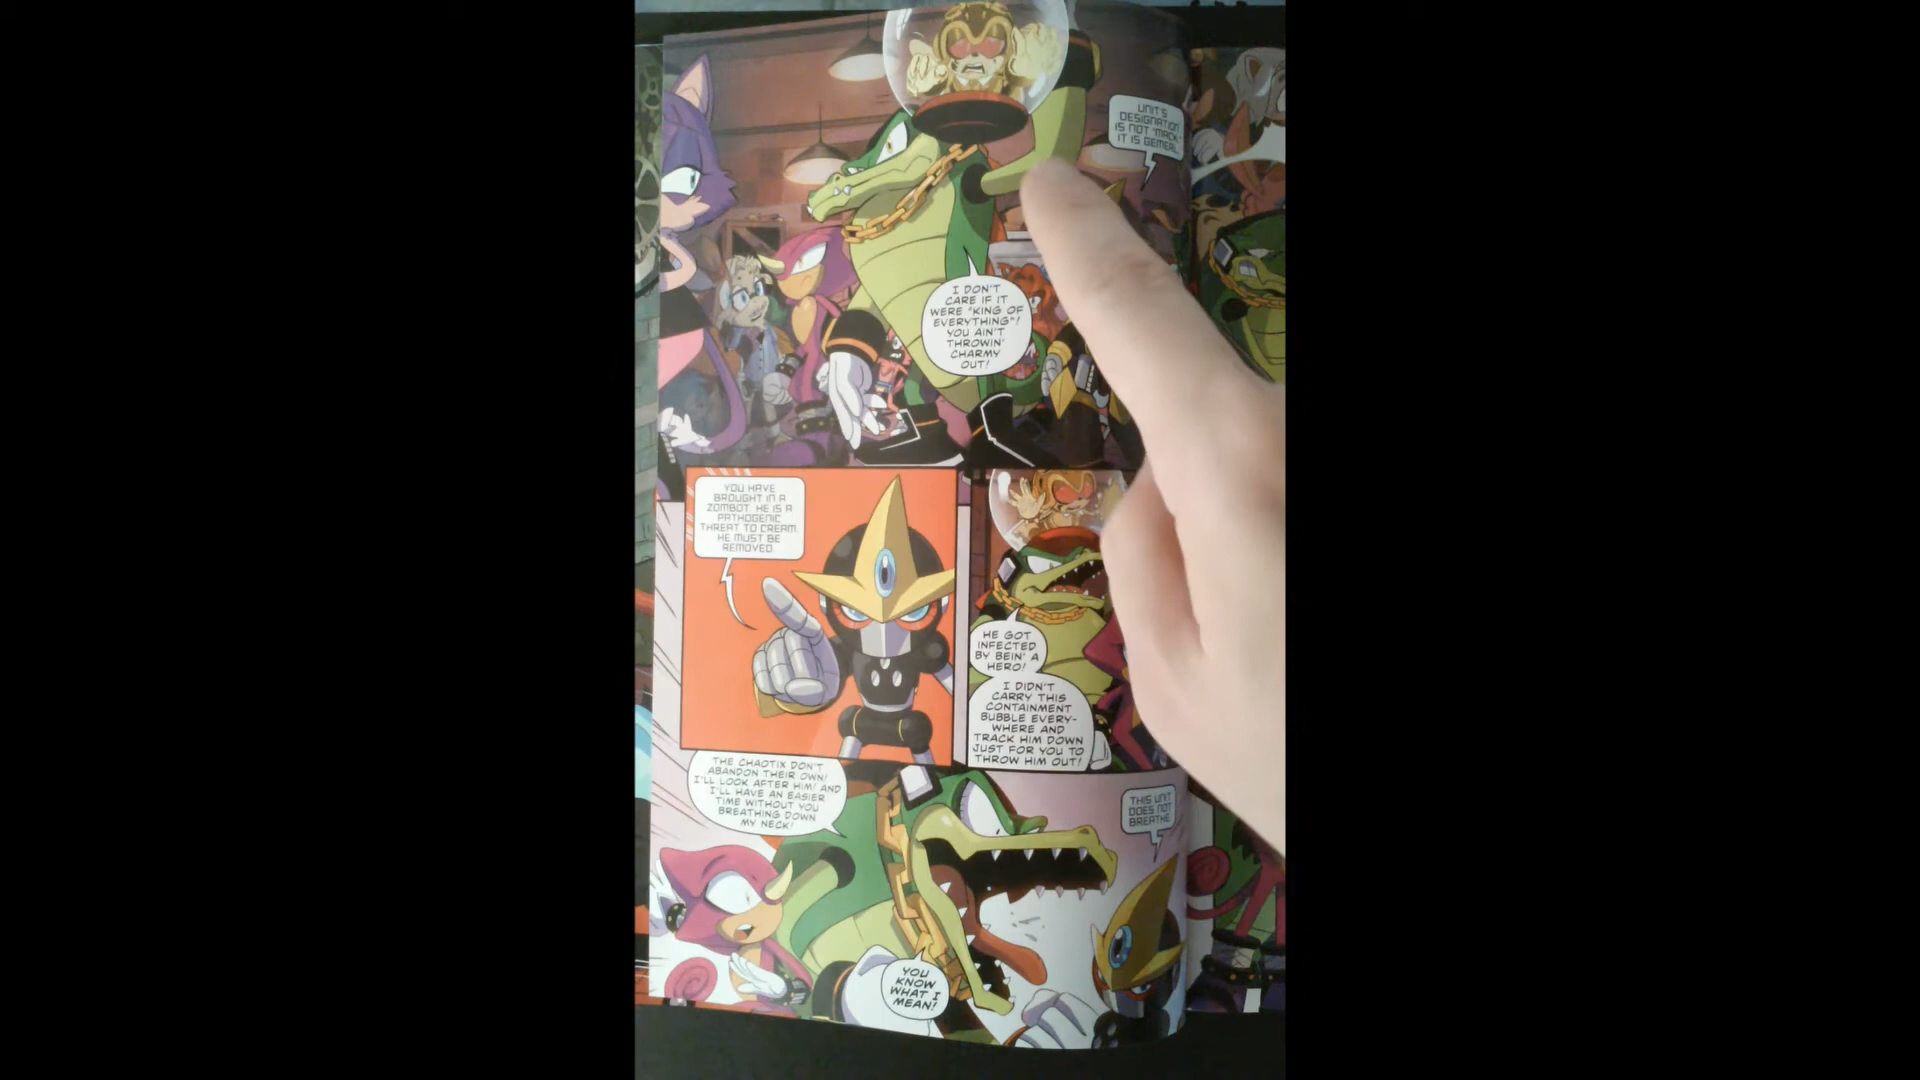 UNIT'S
DESIGNATION
IS NOT "MACK."
IT IS GEMERL.
I DON'T
CARE IF IT
WERE "KING OF
EVERYTHING"!
YOU AIN'T
THROWIN'
CHARMY
OUT!
YOU HAVE
BROUGHT IN A
ZOMBOT. HE IS A
PATHOGENIC
THREAT TO CREAM.
HE MUST BE
REMOVED.
HE GOT
INFECTED
BY BEIN' A
HERO!
I DIDN'T
CARRY THIS
CONTAINMENT
BUBBLE EVERY-
WHERE AND
TRACK HIM DOWN
JUST FOR YOU TO
THROW HIM OUT!
THE CHAOTIX DON'T
ABANDON THEIR OWN!
I'LL LOOK AFTER HIM! AND
I'LL HAVE AN EASIER
TIME WITHOUT YOU
BREATHING DOWN
MY NECK!
THIS UNIT
DOES NOT
BREATHE.
YOU
KNOW
WHAT I
MEAN!